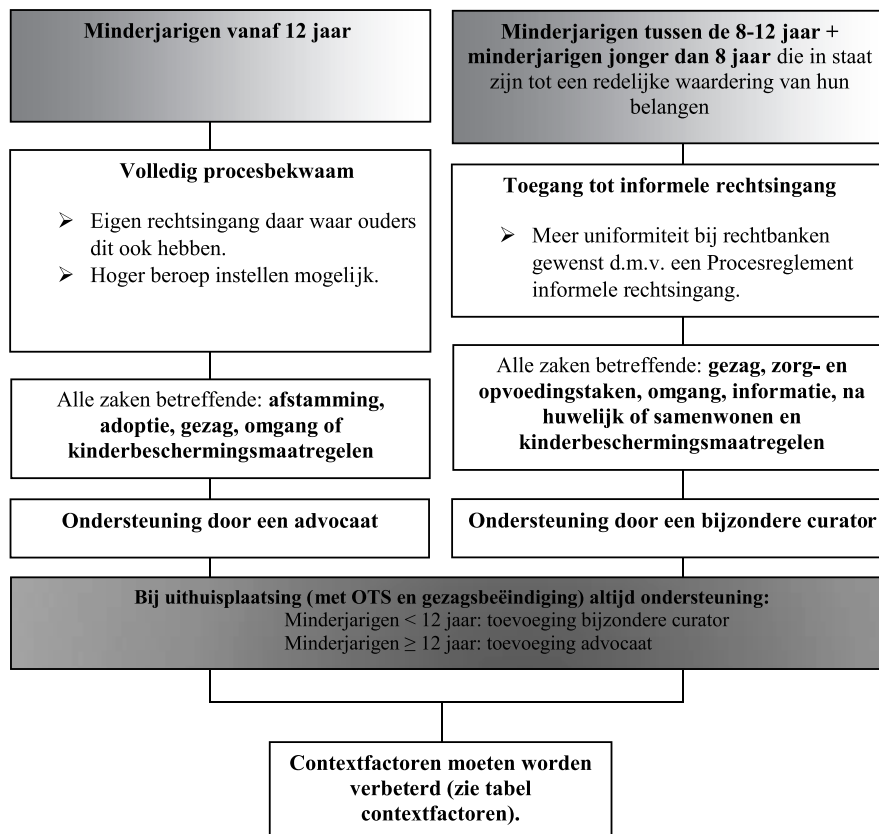 Minderjarigen vanaf 12 jaar
Volledig procesbekwaam
➢ Eigen rechtsingang daar waar ouders
dit ook hebben.
➢ Hoger beroep instellen mogelijk.
Alle zaken betreffende: afstamming,
adoptie, gezag, omgang of
kinderbeschermingsmaatregelen
Ondersteuning door een advocaat
Minderjarigen tussen de 8-12 jaar +
minderjarigen jonger dan 8 jaar die in staat
zijn tot een redelijke waardering van hun
belangen
Toegang tot informele rechtsingang
➢ Meer uniformiteit bij rechtbanken
gewenst d.m.v. een Procesreglement
informele rechtsingang.
Alle zaken betreffende: gezag, zorg- en
opvoedingstaken, omgang, informatie, na
huwelijk of samenwonen en
kinderbeschermingsmaatregelen
Ondersteuning door een bijzondere curator
Bij uithuisplaatsing (met OTS en gezagsbeëindiging) altijd ondersteuning:
Minderjarigen < 12 jaar: toevoeging bijzondere curator
Minderjarigen ≥ 12 jaar: toevoeging advocaat
Contextfactoren moeten worden
verbeterd (zie tabel
contextfactoren).